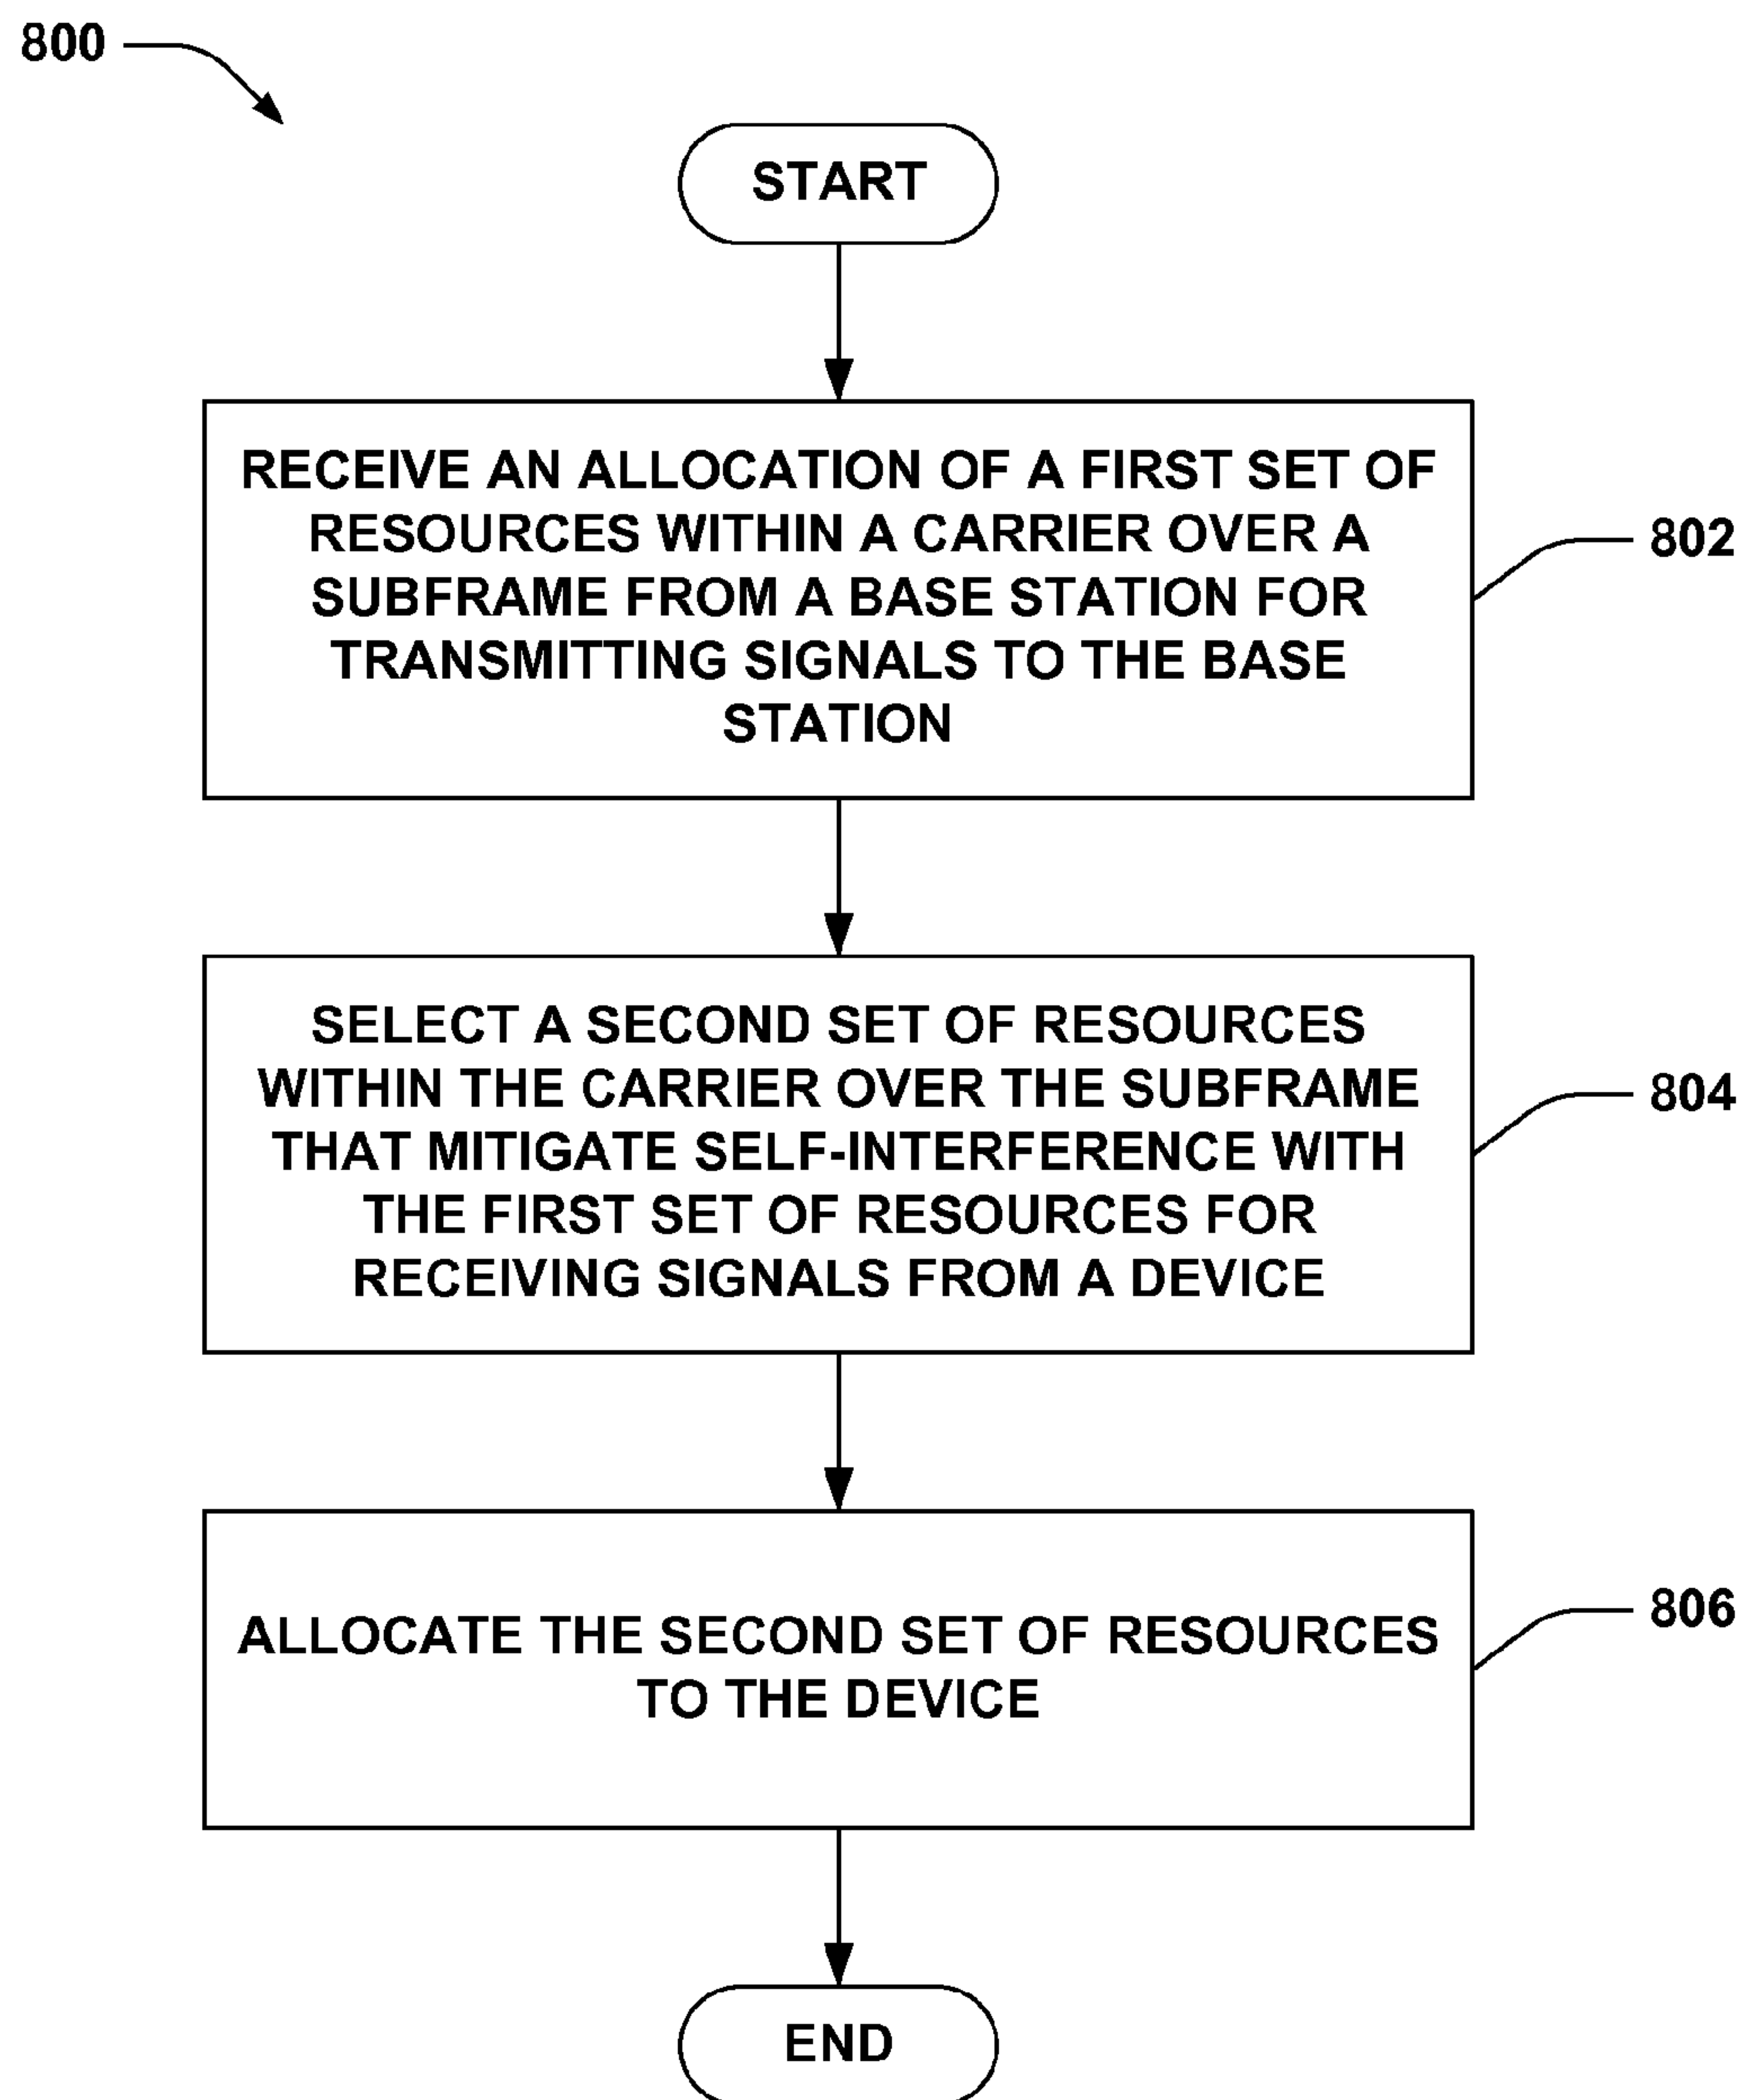 800
START
RECEIVE AN ALLOCATION OF A FIRST SET OF
RESOURCES WITHIN A CARRIER OVER A
SUBFRAME FROM A BASE STATION FOR
TRANSMITTING SIGNALS TO THE BASE
STATION
802
SELECT A SECOND SET OF RESOURCES
WITHIN THE CARRIER OVER THE SUBFRAME
THAT MITIGATE SELF-INTERFERENCE WITH
THE FIRST SET OF RESOURCES FOR
RECEIVING SIGNALS FROM A DEVICE
804
ALLOCATE THE SECOND SET OF RESOURCES
TO THE DEVICE
806
END